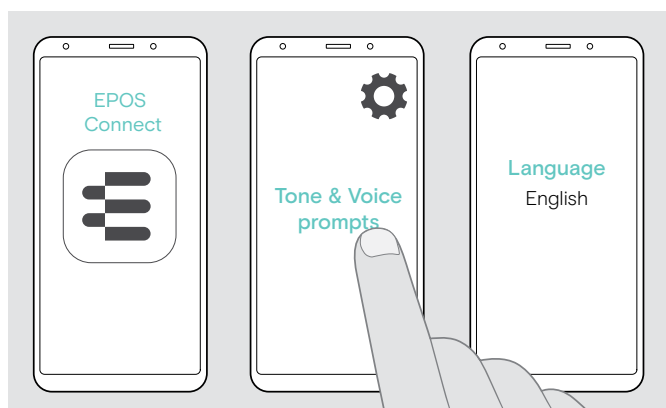 EPOS
Connect
Tone & Voice
prompts
Language
English